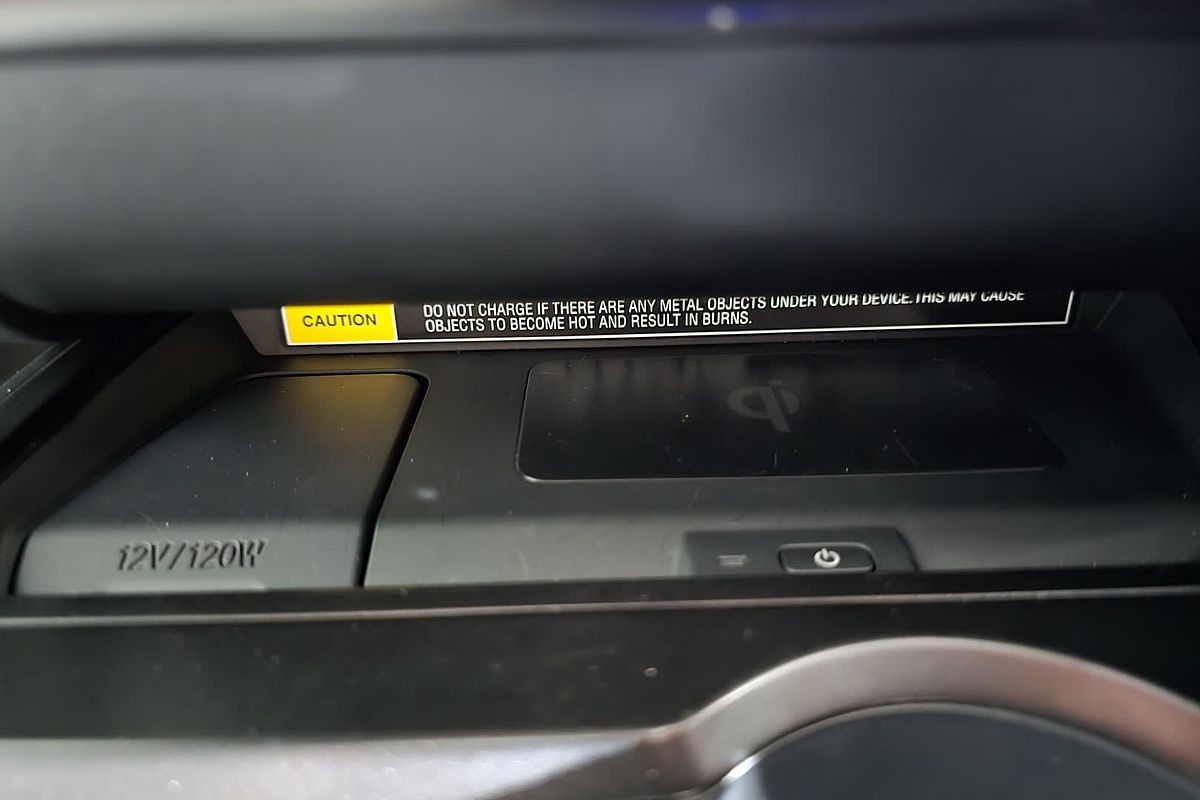 CAUTION
DO NOT CHARGE IF THERE ARE ANY METAL OBJECTS UNDER YOUR DEVICE. THIS MAY CAUSE
OBJECTS TO BECOME HOT AND RESULT IN BURNS.
qi
12V/120W